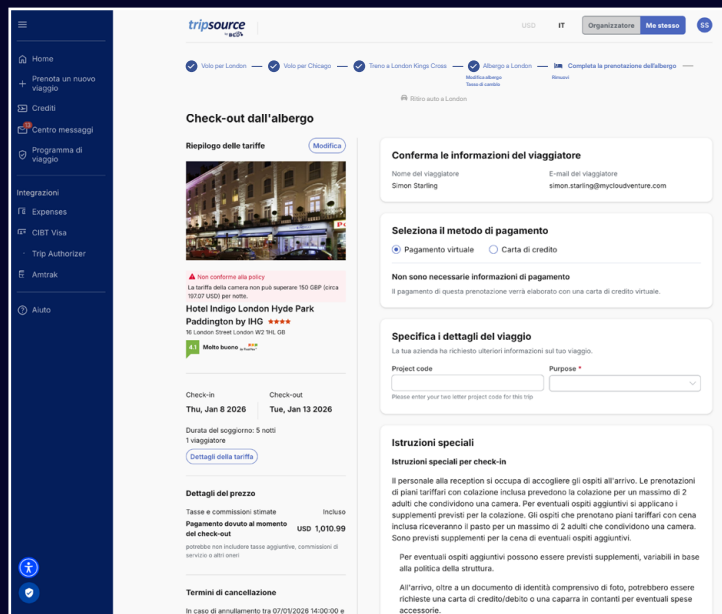 tripsource
by BCD
USD
IT
Organizzatore
Me stesso
SS
Home
Prenota un nuovo
viaggio
Crediti
Centro messaggi
Programma di
viaggio
Integrazioni
Expenses
CIBT Visa
Trip Authorizer
Amtrak
Aiuto
Volo per London
Volo per Chicago
Treno a London Kings Cross
Albergo a London
Modifica albergo
Tasso di cambio
Completa la prenotazione dell'albergo
Rinunci
Ritiro auto a London
Check-out dall'albergo
Riepilogo delle tariffe
Modifica
Non conforme alla policy
La tariffa della camera non può superare 150 GBP (circa
197.07 USD) per notte.
Hotel Indigo London Hyde Park
Paddington by IHG
16 London Street London W2 1HL GB
4.1
Molto buono
Check-in
Check-out
Thu, Jan 8 2026
Tue, Jan 13 2026
Durata del soggiorno: 5 notti
1 viaggiatore
Dettagli della tariffa
Dettagli del prezzo
Tasse e commissioni stimate
Incluso
Pagamento dovuto al momento
del check-out
USD 1,010.99
potrebbe non includere tasse aggiuntive, commissioni di
servizio o altri oneri
Termini di cancellazione
In caso di annullamento tra 07/01/2026 14:00:00 e
Conferma le informazioni del viaggiatore
Nome del viaggiatore
E-mail del viaggiatore
Simon Starling
simon.starling@mycloudventure.com
Seleziona il metodo di pagamento
Pagamento virtuale
Carta di credito
Non sono necessarie informazioni di pagamento
Il pagamento di questa prenotazione verrà elaborato con una carta di credito virtuale.
Specifica i dettagli del viaggio
La tua azienda ha richiesto ulteriori informazioni sul tuo viaggio.
Project code
Purpose *
Please enter your two letter project code for this trip
Istruzioni speciali
Istruzioni speciali per check-in
Il personale alla reception si occupa di accogliere gli ospiti all'arrivo. Le prenotazioni
di piani tariffari con colazione inclusa prevedono la colazione per un massimo di 2
adulti che condividono una camera. Per eventuali ospiti aggiuntivi si applicano i
supplementi previsti per la colazione. Gli ospiti che prenotano piani tariffari con cena
inclusa riceveranno il pasto per un massimo di 2 adulti che condividono una camera.
Sono previsti supplementi per la cena di eventuali ospiti aggiuntivi.
Per eventuali ospiti aggiuntivi possono essere previsti supplementi, variabili in base
alla politica della struttura.
All'arrivo, oltre a un documento di identità comprensivo di foto, potrebbero essere
richieste una carta di credito/debito o una caparra in contanti per eventuali spese
accessorie.